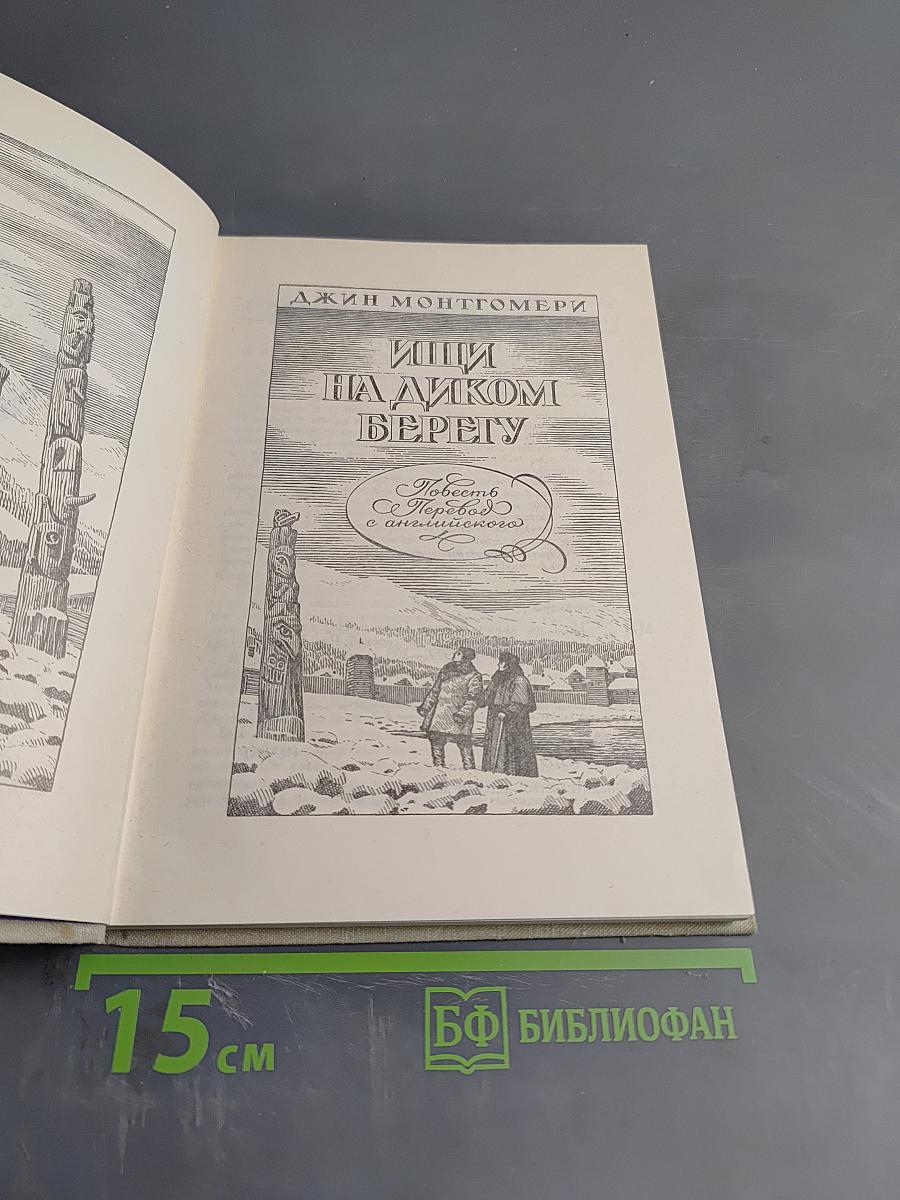 ДЖИН МОНТГОМЕРИ
ИЩИ
НА ДИКОМ
БЕРЕГУ
Повесть
Перевод
с английского
15 СМ
БФ БИБЛИОФАН